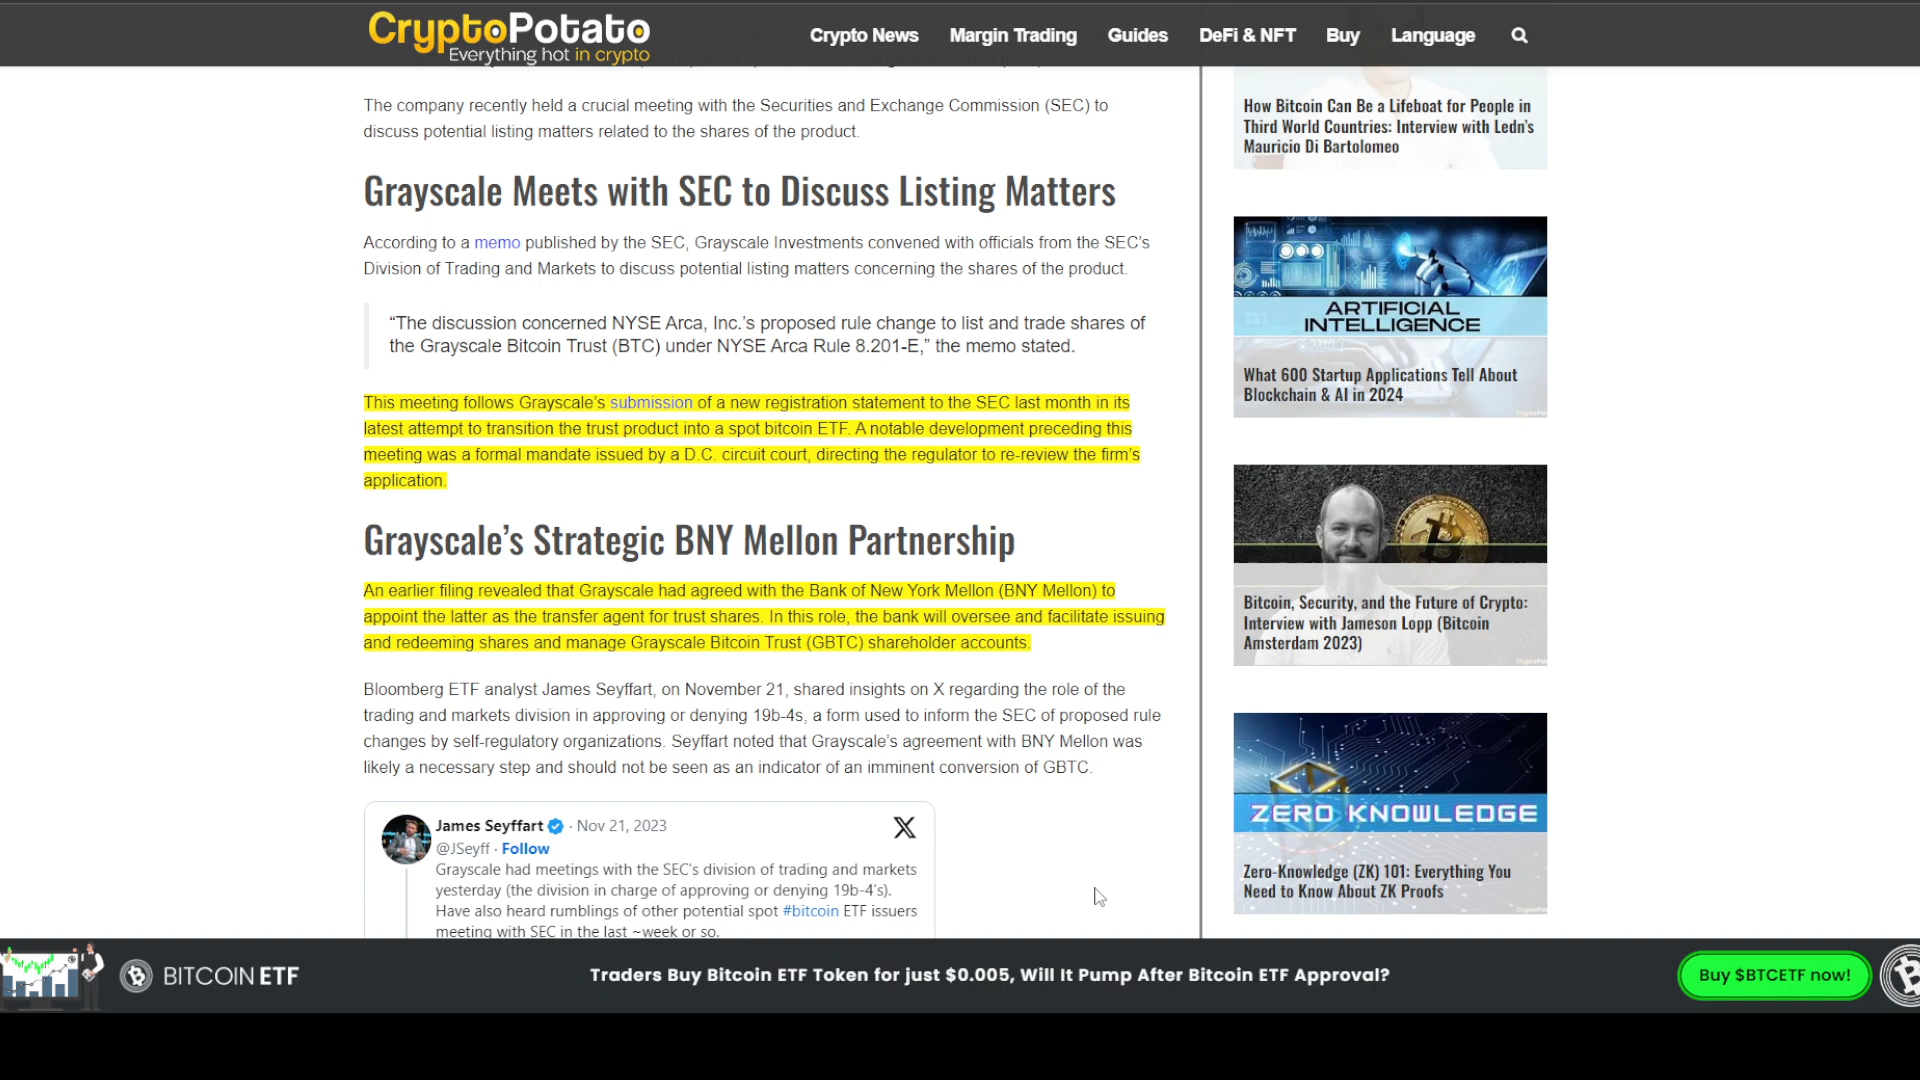 CryptoPotato
Everything hot in crypto
Crypto News
Margin Trading
Guides
DeFi & NFT
Buy
Language
The company recently held a crucial meeting with the Securities and Exchange Commission (SEC) to
discuss potential listing matters related to the shares of the product.
Grayscale Meets with SEC to Discuss Listing Matters
According to a memo published by the SEC, Grayscale Investments convened with officials from the SEC’s
Division of Trading and Markets to discuss potential listing matters concerning the shares of the product.
“The discussion concerned NYSE Arca, Inc.’s proposed rule change to list and trade shares of
the Grayscale Bitcoin Trust (BTC) under NYSE Arca Rule 8.201-E,” the memo stated.
This meeting follows Grayscale’s submission of a new registration statement to the SEC last month in its
latest attempt to transition the trust product into a spot bitcoin ETF. A notable development preceding this
meeting was a formal mandate issued by a D.C. circuit court, directing the regulator to re-review the firm’s
application.
Grayscale’s Strategic BNY Mellon Partnership
An earlier filing revealed that Grayscale had agreed with the Bank of New York Mellon (BNY Mellon) to
appoint the latter as the transfer agent for trust shares. In this role, the bank will oversee and facilitate issuing
and redeeming shares and manage Grayscale Bitcoin Trust (GBTC) shareholder accounts.
Bloomberg ETF analyst James Seyffart, on November 21, shared insights on X regarding the role of the
trading and markets division in approving or denying 19b-4s, a form used to inform the SEC of proposed rule
changes by self-regulatory organizations. Seyffart noted that Grayscale’s agreement with BNY Mellon was
likely a necessary step and should not be seen as an indicator of an imminent conversion of GBTC.
James Seyffart · Nov 21, 2023
@JSeyff · Follow
Grayscale had meetings with the SEC's division of trading and markets
yesterday (the division in charge of approving or denying 19b-4's).
Have also heard rumblings of other potential spot #bitcoin ETF issuers
meeting with SEC in the last ~week or so.
How Bitcoin Can Be a Lifeboat for People in
Third World Countries: Interview with Ledn’s
Mauricio Di Bartolomeo
ARTIFICIAL
INTELLIGENCE
What 600 Startup Applications Tell About
Blockchain & AI in 2024
Bitcoin, Security, and the Future of Crypto:
Interview with Jameson Lopp (Bitcoin
Amsterdam 2023)
ZERO KNOWLEDGE
Zero-Knowledge (ZK) 101: Everything You
Need to Know About ZK Proofs
BITCOIN ETF
Traders Buy Bitcoin ETF Token for just $0.005, Will It Pump After Bitcoin ETF Approval?
Buy $BTCETF now!